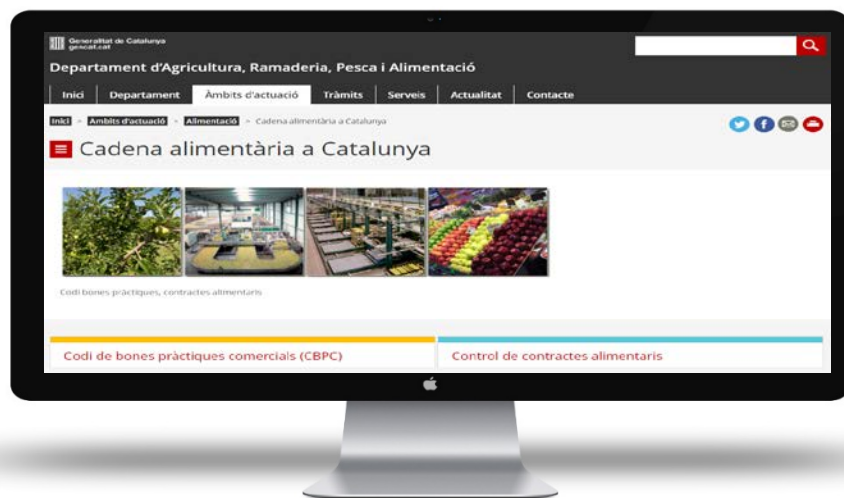 Generalitat de Catalunya
gencat.cat
Departament d'Agricultura, Ramaderia, Pesca i Alimentació
Inici Departament Àmbits d'actuació Tràmits Serveis Actualitat Contacte
Inici > Àmbits d'actuació > Alimentació > Cadena alimentària a Catalunya
Cadena alimentària a Catalunya
Codi bones pràctiques, contractes alimentaris
Codi de bones pràctiques comercials (CBPC) Control de contractes alimentaris